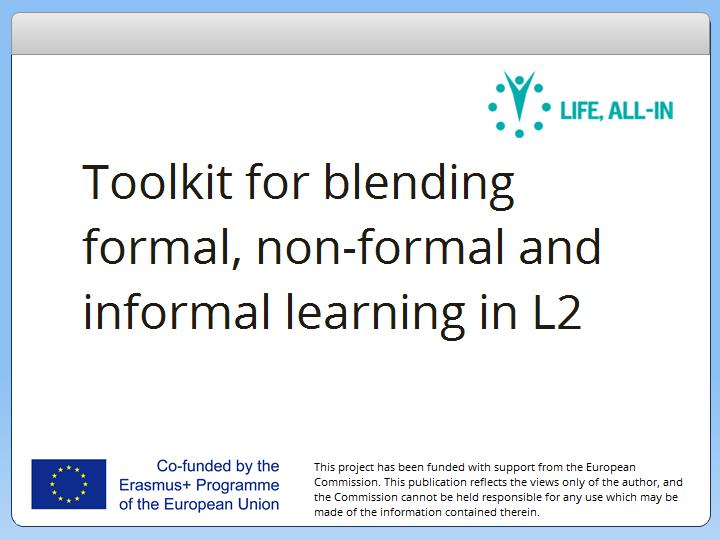 LIFE, ALL-IN
Toolkit for blending
formal, non-formal and
informal learning in L2
Co-funded by the
Erasmus+ Programme
of the European Union
This project has been funded with support from the European
Commission. This publication reflects the views only of the author, and
the Commission cannot be held responsible for any use which may be
made of the information contained therein.